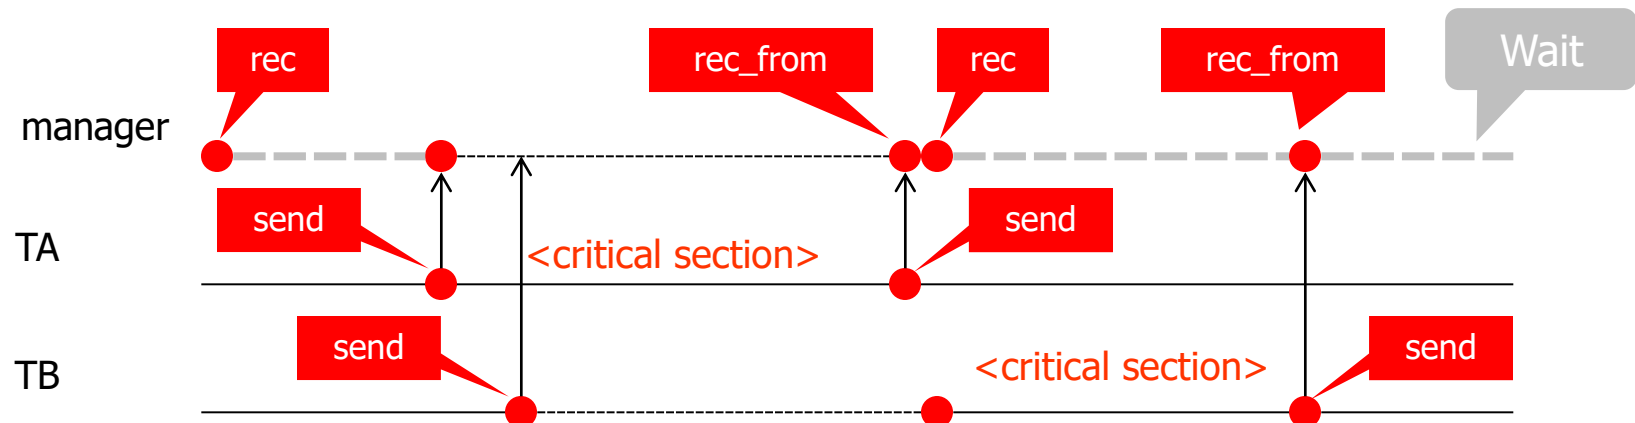 rec
rec_from
rec
rec_from
Wait
manager
send
send
TA
<critical section>
send
send
TB
<critical section>